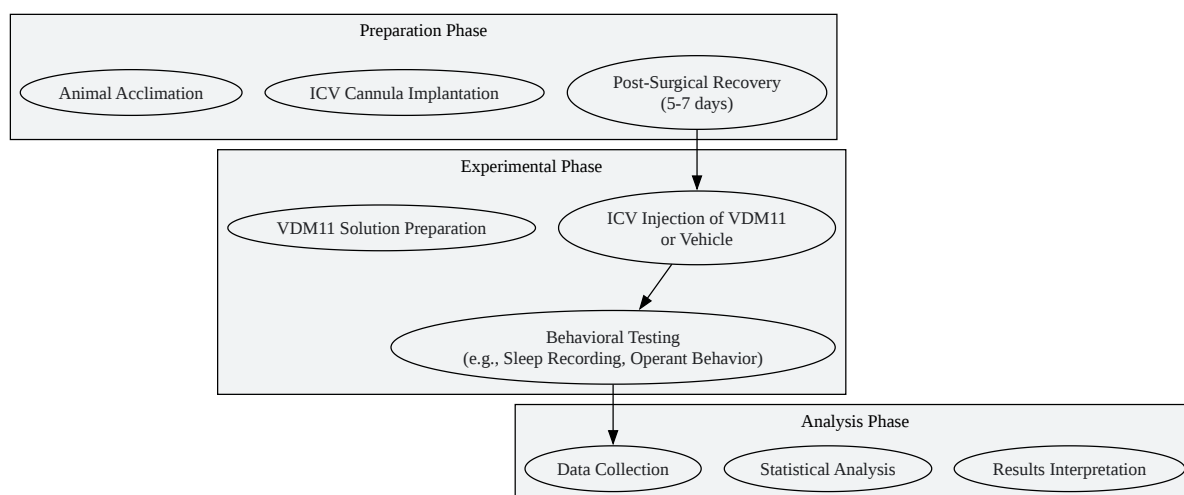 Preparation Phase
Animal Acclimation
ICV Cannula Implantation
Post-Surgical Recovery
(5-7 days)
Experimental Phase
VDM11 Solution Preparation
ICV Injection of VDM11
or Vehicle
Behavioral Testing
(e.g., Sleep Recording, Operant Behavior)
Analysis Phase
Data Collection
Statistical Analysis
Results Interpretation